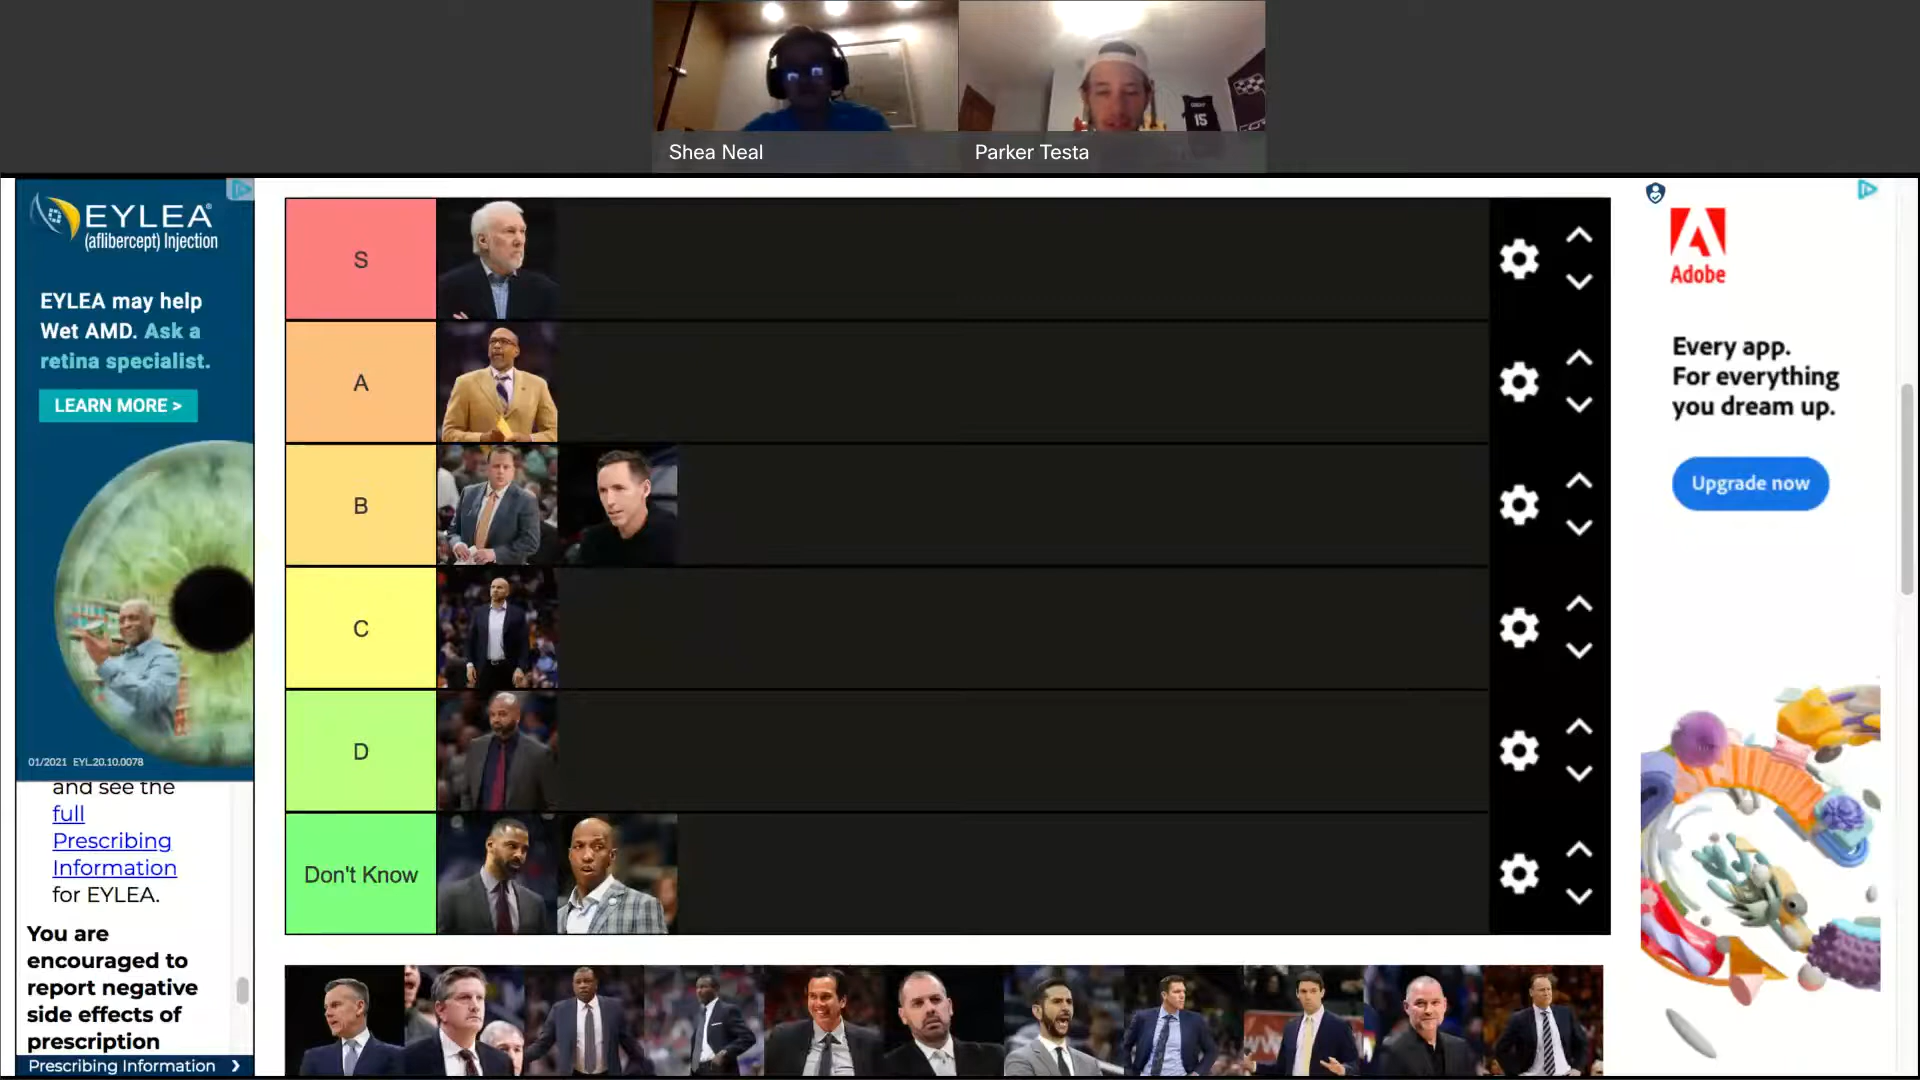 Shea Neal
Parker Testa
15
EYLEA®
(aflibercept) Injection
EYLEA may help
Wet AMD. Ask a
retina specialist.
LEARN MORE >
01/2021 EYL.20.10.0078
and see the
full
Prescribing
Information
for EYLEA.
You are
encouraged to
report negative
side effects of
prescription
Prescribing Information
S
A
B
C
D
Don't Know
Adobe
Every app.
For everything
you dream up.
Upgrade now